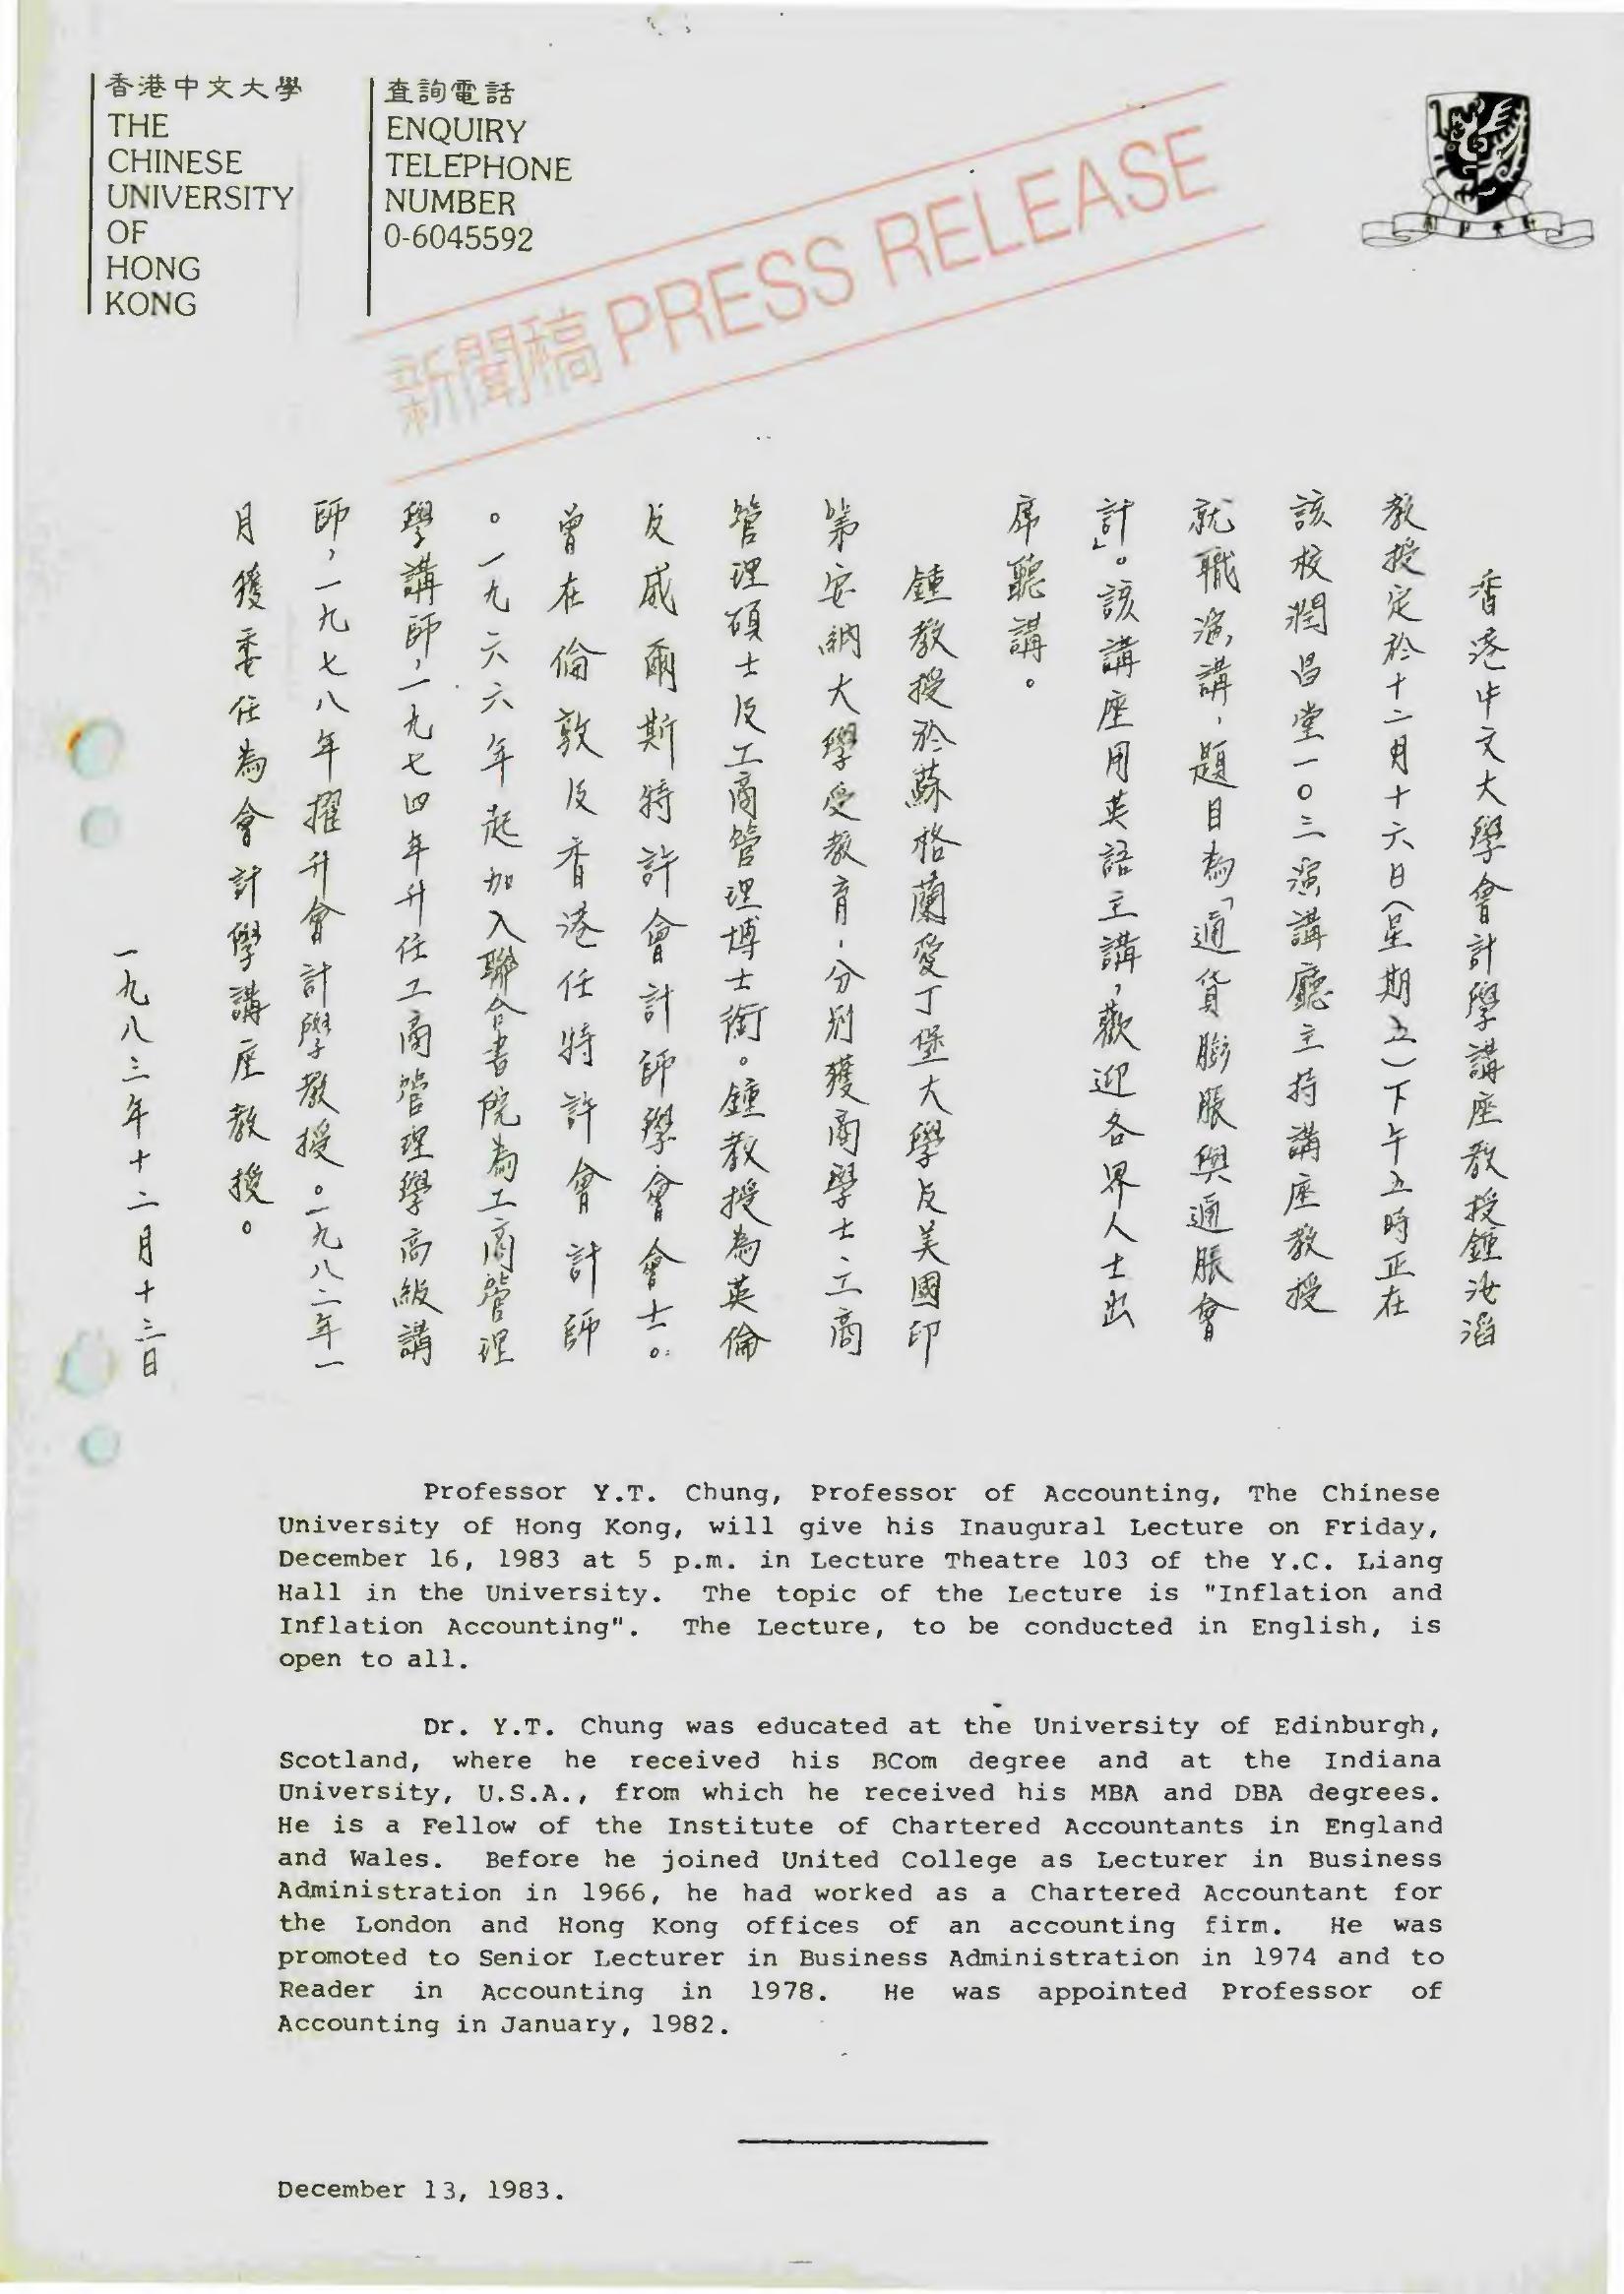 香港中文大學
THE
CHINESE
UNIVERSITY
OF
HONG
KONG
查詢電話
ENQUIRY
TELEPHONE
NUMBER
0-6045592
新聞稿 PRESS RELEASE
香港中文大學會計學講座教授鍾汝滔
教授定於十二月十六日(星期五)下午五時正在
該校潤昌堂一〇三演講廳主持講座教授
就職演講,題目為「通貨膨脹與通脹會
計」。該講座用英語主講,歡迎各界人士出
席聽講。
鍾教授於蘇格蘭愛丁堡大學及美國印
第安納大學受教育,分別獲商學士、工商
管理碩士及工商管理博士銜。鍾教授為英倫
及威爾斯特許會計師學會會士。
曾在倫敦及香港任特許會計師
。一九六六年起加入聯合書院為工商管理
學講師,一九七四年升任工商管理學高級講
師,一九七八年擢升會計學教授。一九八二年一
月獲委任為會計學講座教授。
一九八三年十二月十三日
Professor Y.T. Chung, Professor of Accounting, The Chinese
University of Hong Kong, will give his Inaugural Lecture on Friday,
December 16, 1983 at 5 p.m. in Lecture Theatre 103 of the Y.C. Liang
Hall in the University. The topic of the Lecture is "Inflation and
Inflation Accounting". The Lecture, to be conducted in English, is
open to all.
Dr. Y.T. Chung was educated at the University of Edinburgh,
Scotland, where he received his BCom degree and at the Indiana
University, U.S.A., from which he received his MBA and DBA degrees.
He is a Fellow of the Institute of Chartered Accountants in England
and Wales. Before he joined United College as Lecturer in Business
Administration in 1966, he had worked as a Chartered Accountant for
the London and Hong Kong offices of an accounting firm. He was
promoted to Senior Lecturer in Business Administration in 1974 and to
Reader in Accounting in 1978. He was appointed Professor of
Accounting in January, 1982.
December 13, 1983.